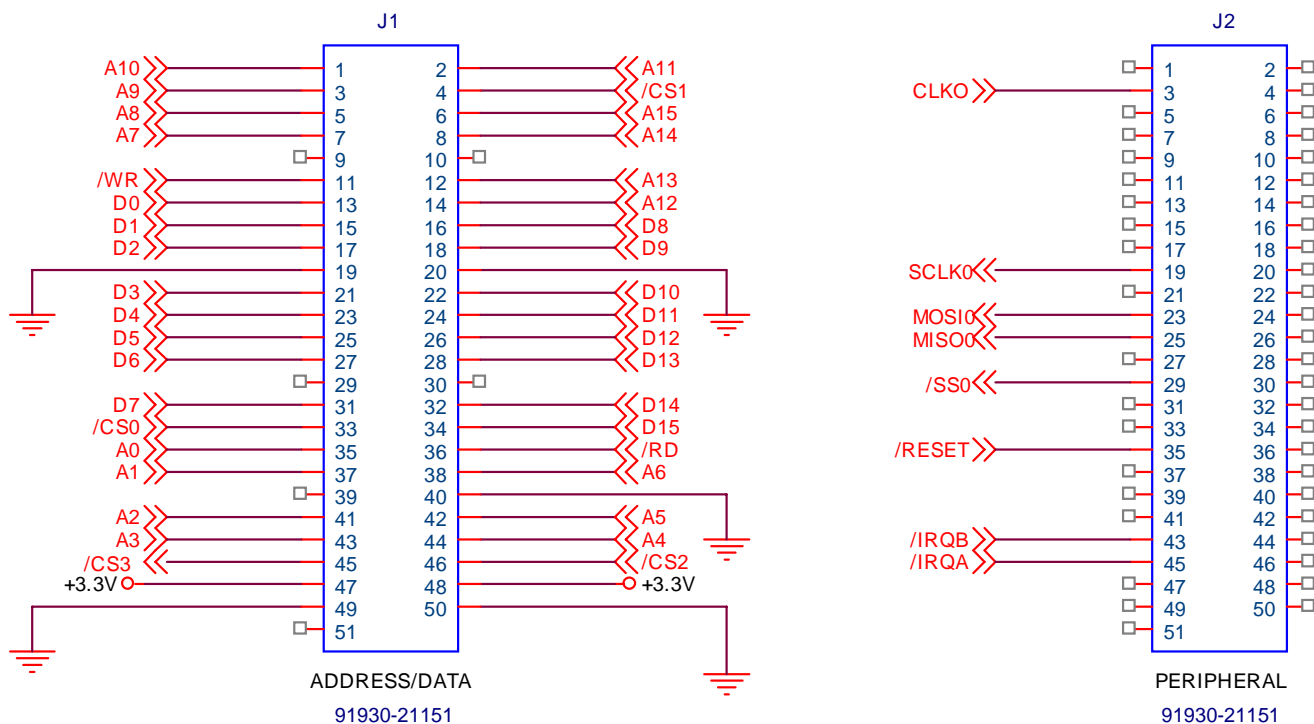 J1 J2
A10 1 2 A11 1 2
A9 3 4 /CS1 CLKO 3 4
A8 5 6 A15 5 6
A7 7 8 A14 7 8
9 10 9 10
/WR 11 12 A13 11 12
D0 13 14 A12 13 14
D1 15 16 D8 15 16
D2 17 18 D9 17 18
19 20 SCLK0 19 20
D3 21 22 D10 21 22
D4 23 24 D11 MOSI0 23 24
D5 25 26 D12 MISO0 25 26
D6 27 28 D13 27 28
29 30 /SS0 29 30
D7 31 32 D14 31 32
/CS0 33 34 D15 33 34
A0 35 36 /RD /RESET 35 36
A1 37 38 A6 37 38
39 40 39 40
A2 41 42 A5 41 42
A3 43 44 A4 /IRQB 43 44
/CS3 45 46 /CS2 /IRQA 45 46
+3.3V 47 48 +3.3V 47 48
49 50 49 50
51 51
ADDRESS/DATA PERIPHERAL
91930-21151 91930-21151